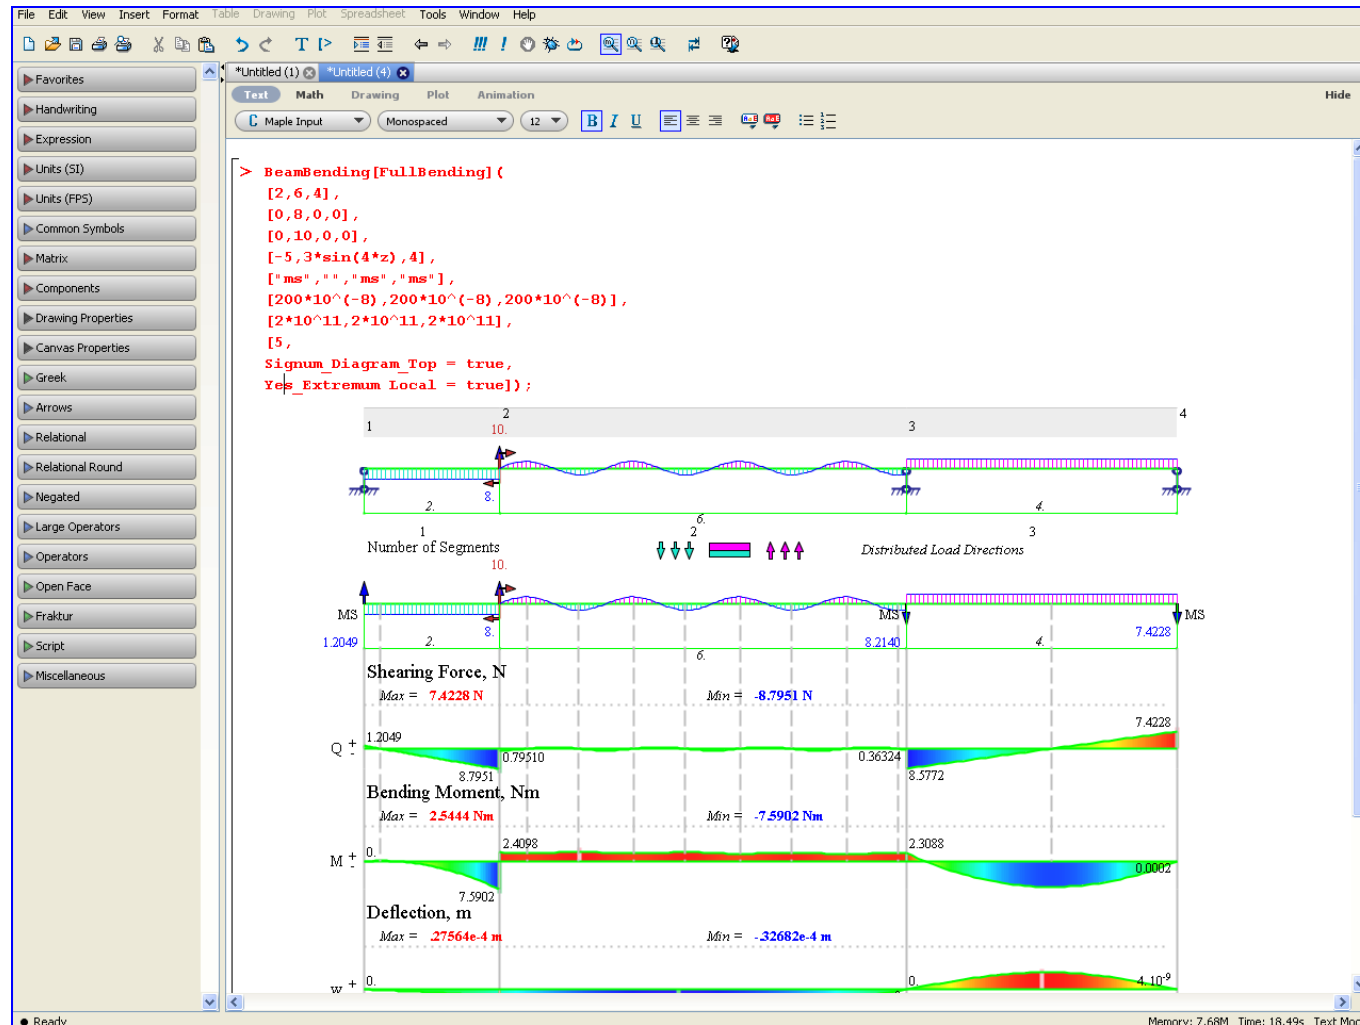 File Edit View Insert Format Table Drawing Plot Spreadsheet Tools Window Help
*Untitled (1) *Untitled (4)
Text Math Drawing Plot Animation Hide
C Maple Input Monospaced 12 B I U
Favorites
Handwriting
Expression
Units (SI)
Units (FPS)
Common Symbols
Matrix
Components
Drawing Properties
Canvas Properties
Greek
Arrows
Relational
Relational Round
Negated
Large Operators
Operators
Open Face
Fraktur
Script
Miscellaneous
> BeamBending[FullBending](
[2,6,4],
[0,8,0,0],
[0,10,0,0],
[-5,3*sin(4*z),4],
["ms","","ms","ms"],
[200*10^(-8),200*10^(-8),200*10^(-8)],
[2*10^11,2*10^11,2*10^11],
[5,
Signum_Diagram_Top = true,
Yes_Extremum_Local = true]);
1 2 3 4
10.
8.
2. 6. 4.
1 2 3
Number of Segments Distributed Load Directions
10.
MS MS MS
1.2049 8. 8.2140 7.4228
2. 6. 4.
Shearing Force, N
Max = 7.4228 N Min = -8.7951 N
7.4228
Q + - 1.2049 0.79510 0.36324
8.7951 8.5772
Bending Moment, Nm
Max = 2.5444 Nm Min = -7.5902 Nm
2.4098 2.3088
M + - 0. 0.0002
7.5902
Deflection, m
Max = .27564e-4 m Min = -.32682e-4 m
W + 0. 0. 4.10⁻⁹
Ready Memory: 7.68M Time: 18.49s Text Mod